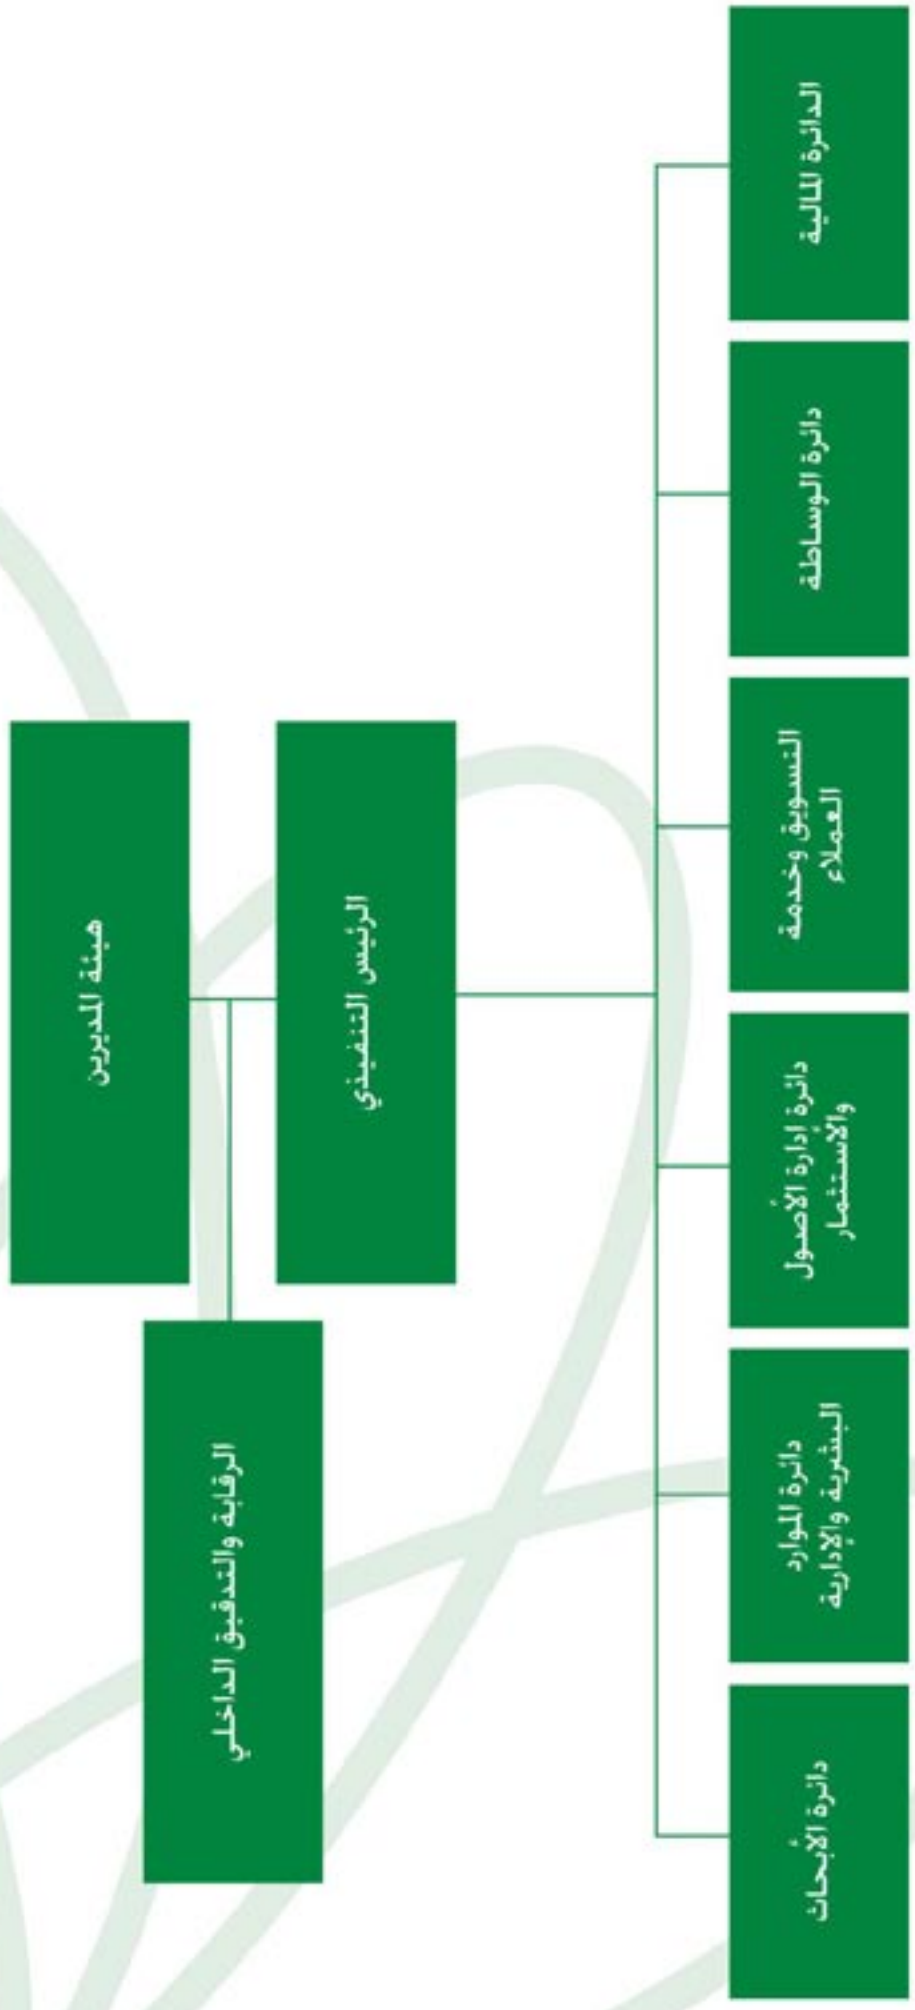 هيئة المديرين
الرقابة والتدقيق الداخلي
الرئيس التنفيذي
الدائرة المالية
دائرة الوساطة
التسويق وخدمة
العملاء
دائرة إدارة الأصول
والأستثمار
دائرة الموارد
البشرية والإدارية
دائرة الأبحاث